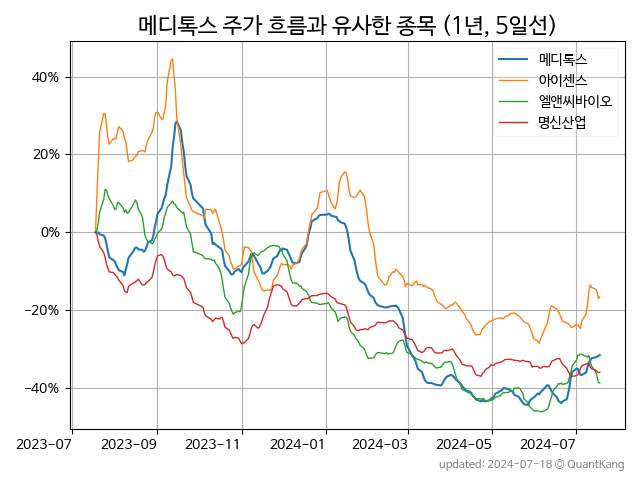 메디톡스 주가 흐름과 유사한 종목 (1년, 5일선)
메디톡스
아이센스
엘앤씨바이오
명신산업
40%
20%
0%
−20%
−40%
2023-07 2023-09 2023-11 2024-01 2024-03 2024-05 2024-07
updated: 2024-07-18 © QuantKang